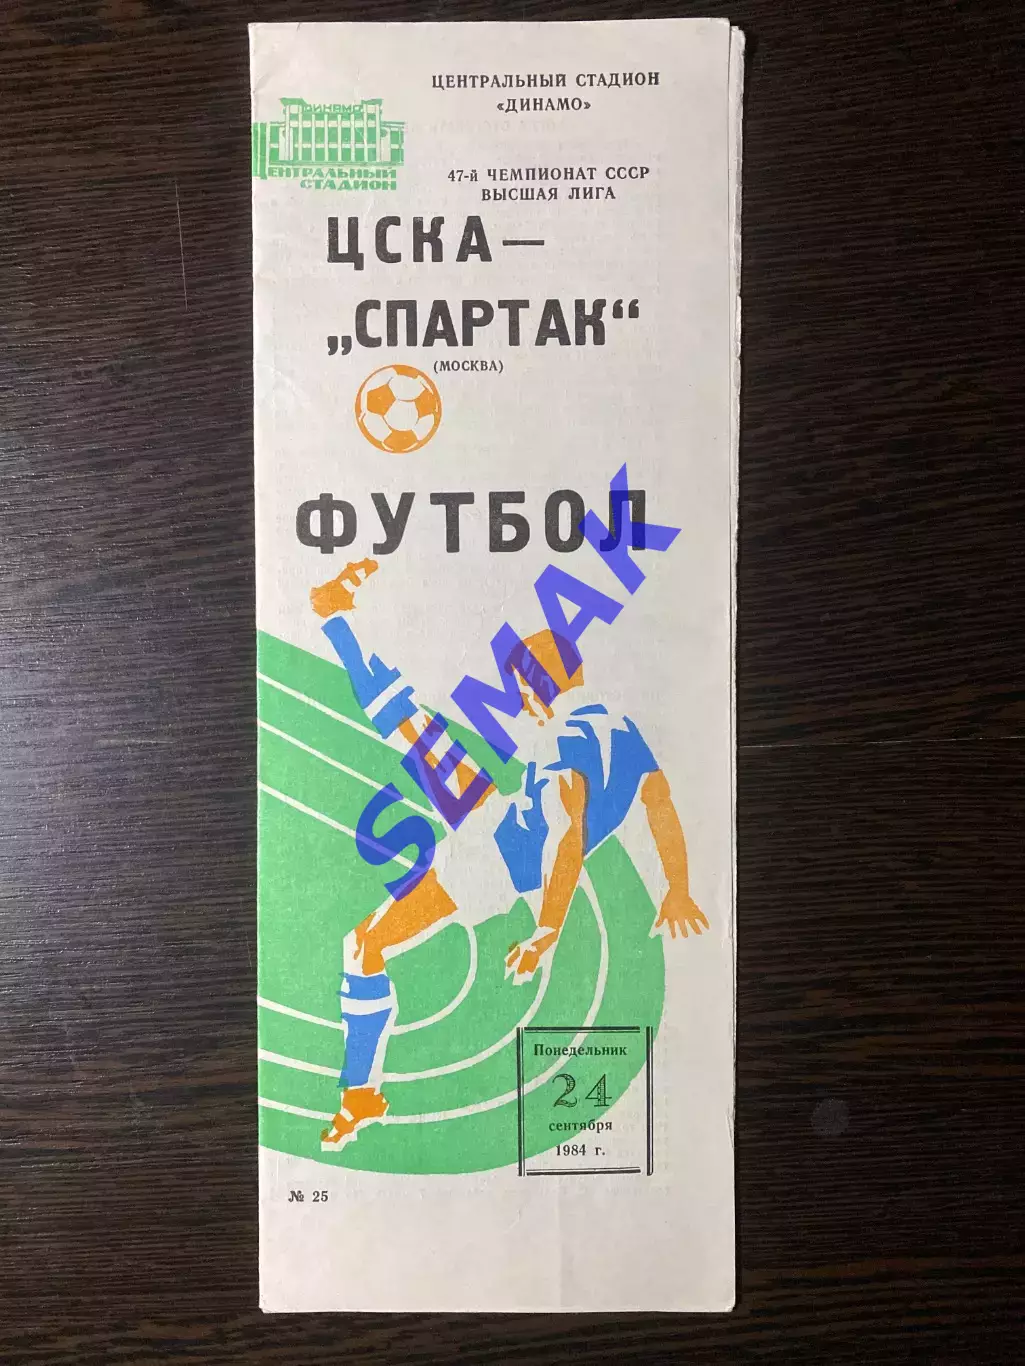 ЦЕНТРАЛЬНЫЙ СТАДИОН
«ДИНАМО»
ДИНАМО
ЦЕНТРАЛЬНЫЙ
СТАДИОН
47-й ЧЕМПИОНАТ СССР
ВЫСШАЯ ЛИГА
ЦСКА—
„СПАРТАК“
(МОСКВА)
ФУТБОЛ
SEMAK
Понедельник
24
сентября
1984 г.
№ 25